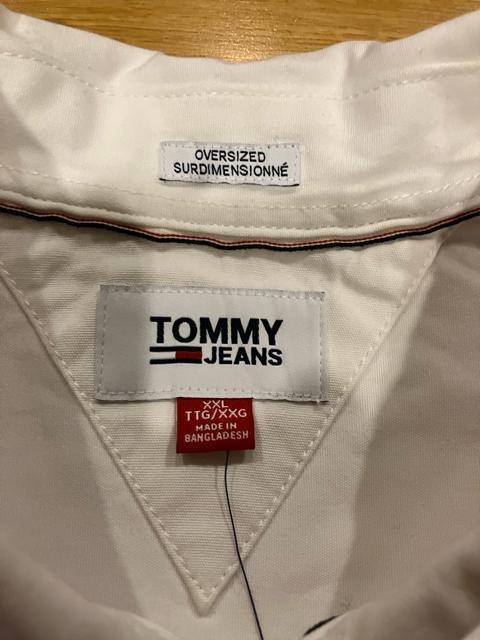 OVERSIZED
SURDIMENSIONNÉ
TOMMY
JEANS
XXL
TTG/XXG
MADE IN
BANGLADESH